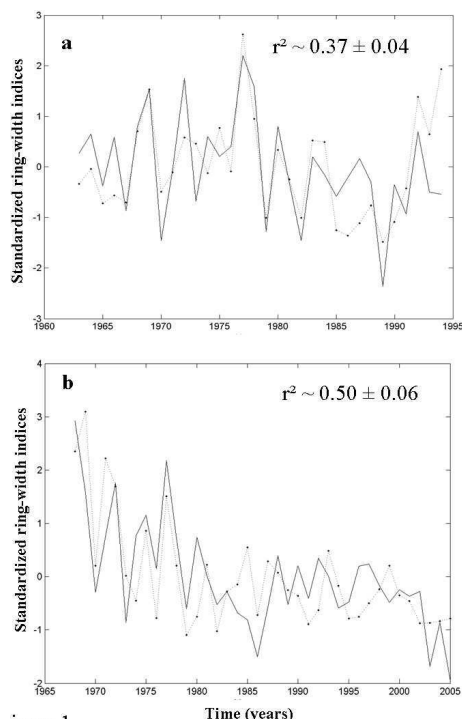 a
r² ~ 0.37 ± 0.04
Standardized ring-width indices
3
2
1
0
-1
-2
-3
1960 1965 1970 1975 1980 1985 1990 1995
b
r² ~ 0.50 ± 0.06
Standardized ring-width indices
4
3
2
1
0
-1
-2
1965 1970 1975 1980 1985 1990 1995 2000 2005
Time (years)